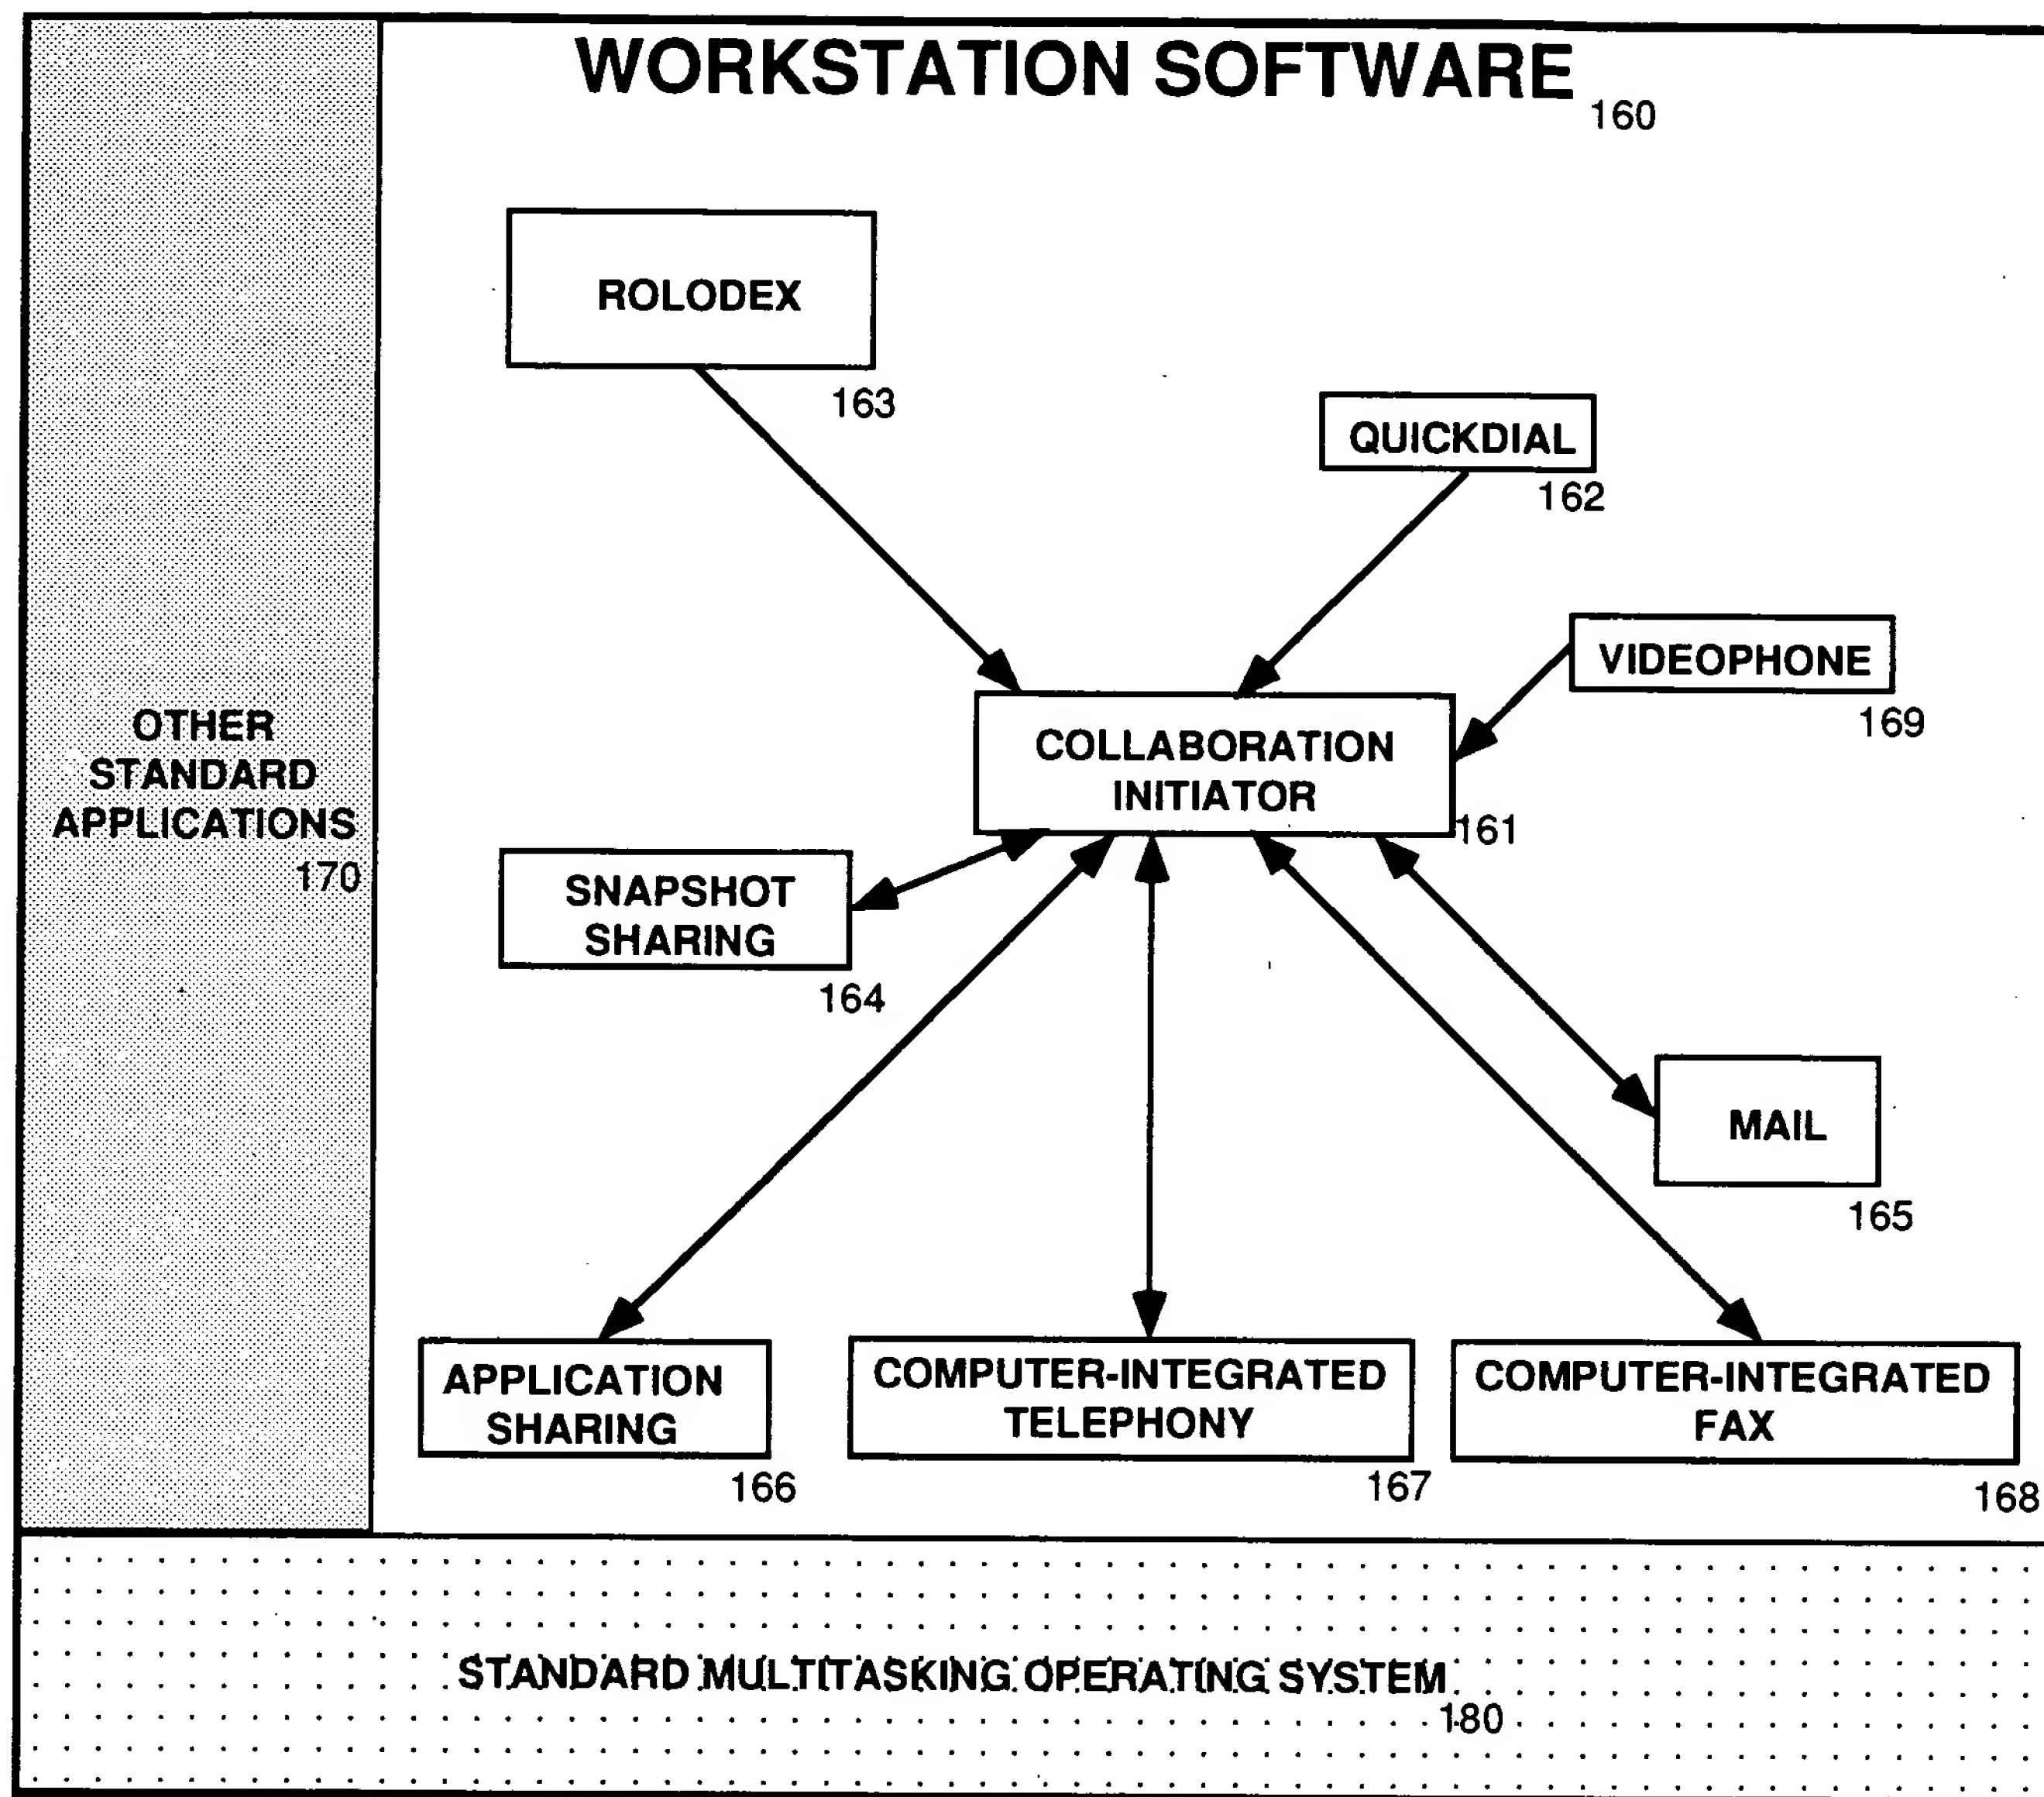 WORKSTATION SOFTWARE
160
ROLODEX
163
QUICKDIAL
162
VIDEOPHONE
169
COLLABORATION
INITIATOR
161
OTHER
STANDARD
APPLICATIONS
170
SNAPSHOT
SHARING
164
MAIL
165
APPLICATION
SHARING
166
COMPUTER-INTEGRATED
TELEPHONY
167
COMPUTER-INTEGRATED
FAX
168
STANDARD MULTITASKING OPERATING SYSTEM
180